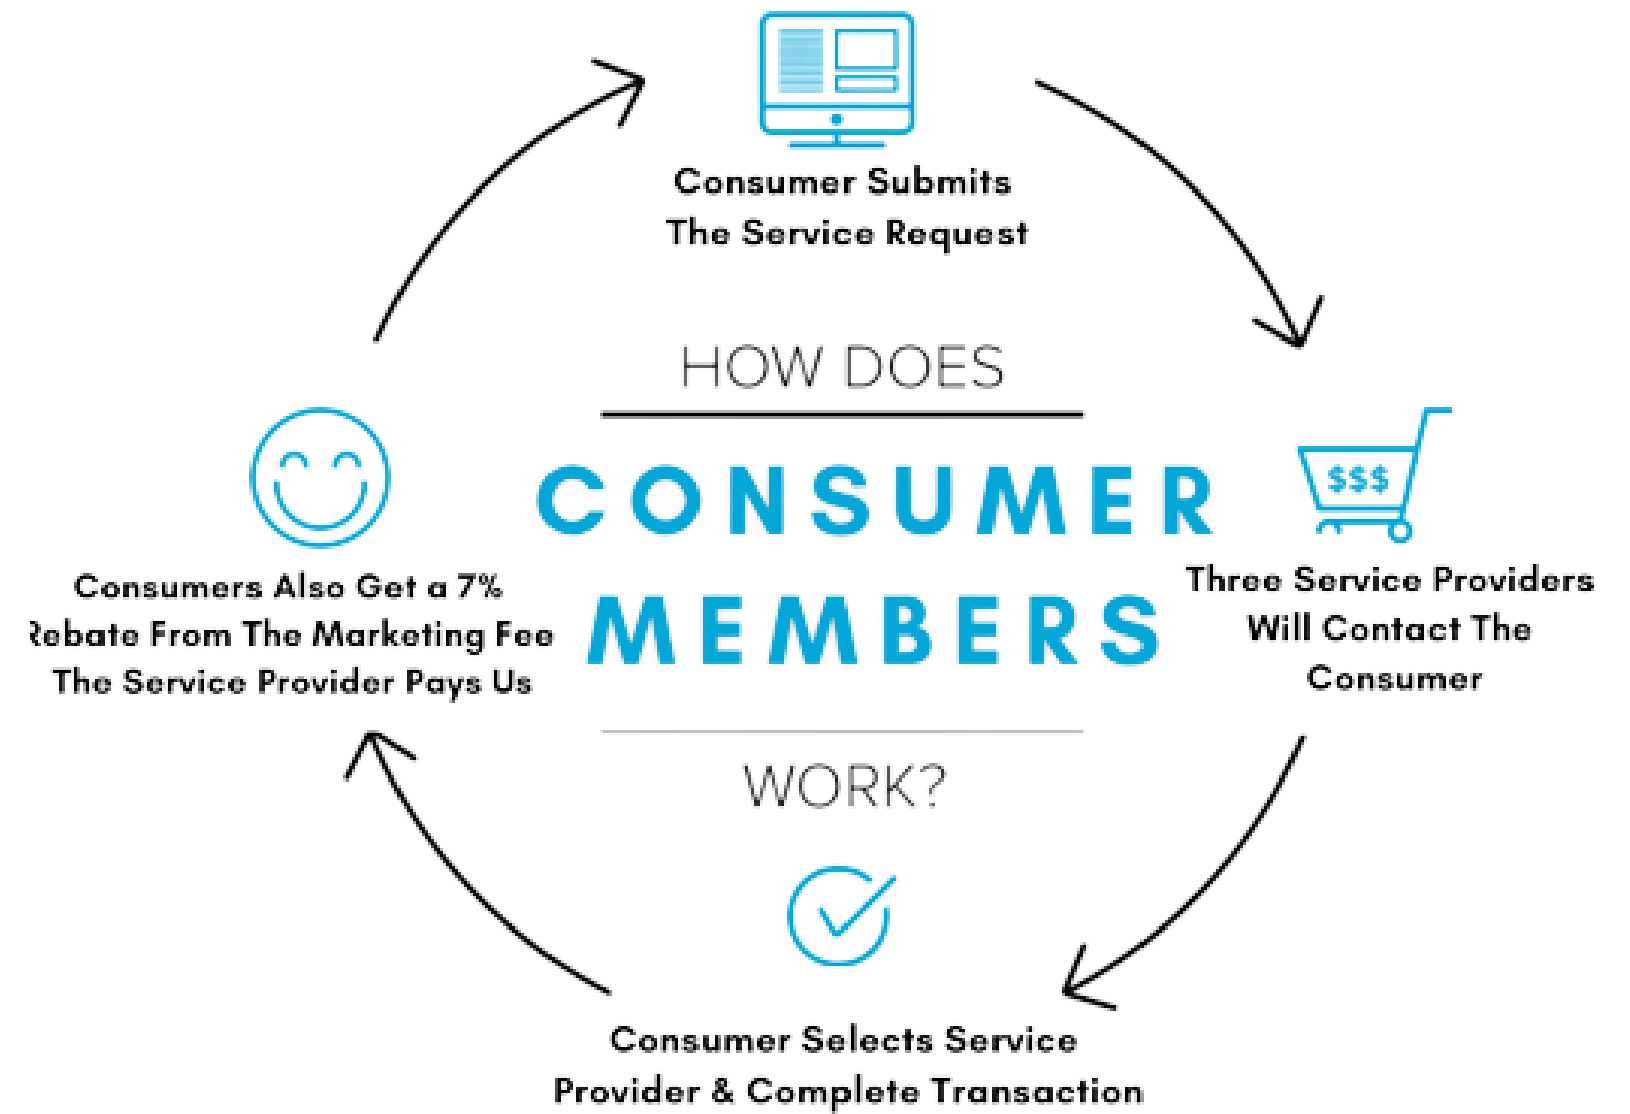 Consumer Submits
The Service Request
HOW DOES
CONSUMER
MEMBERS
WORK?
$$$
Three Service Providers
Will Contact The
Consumer
Consumer Selects Service
Provider & Complete Transaction
Consumers Also Get a 7%
Rebate From The Marketing Fee
The Service Provider Pays Us